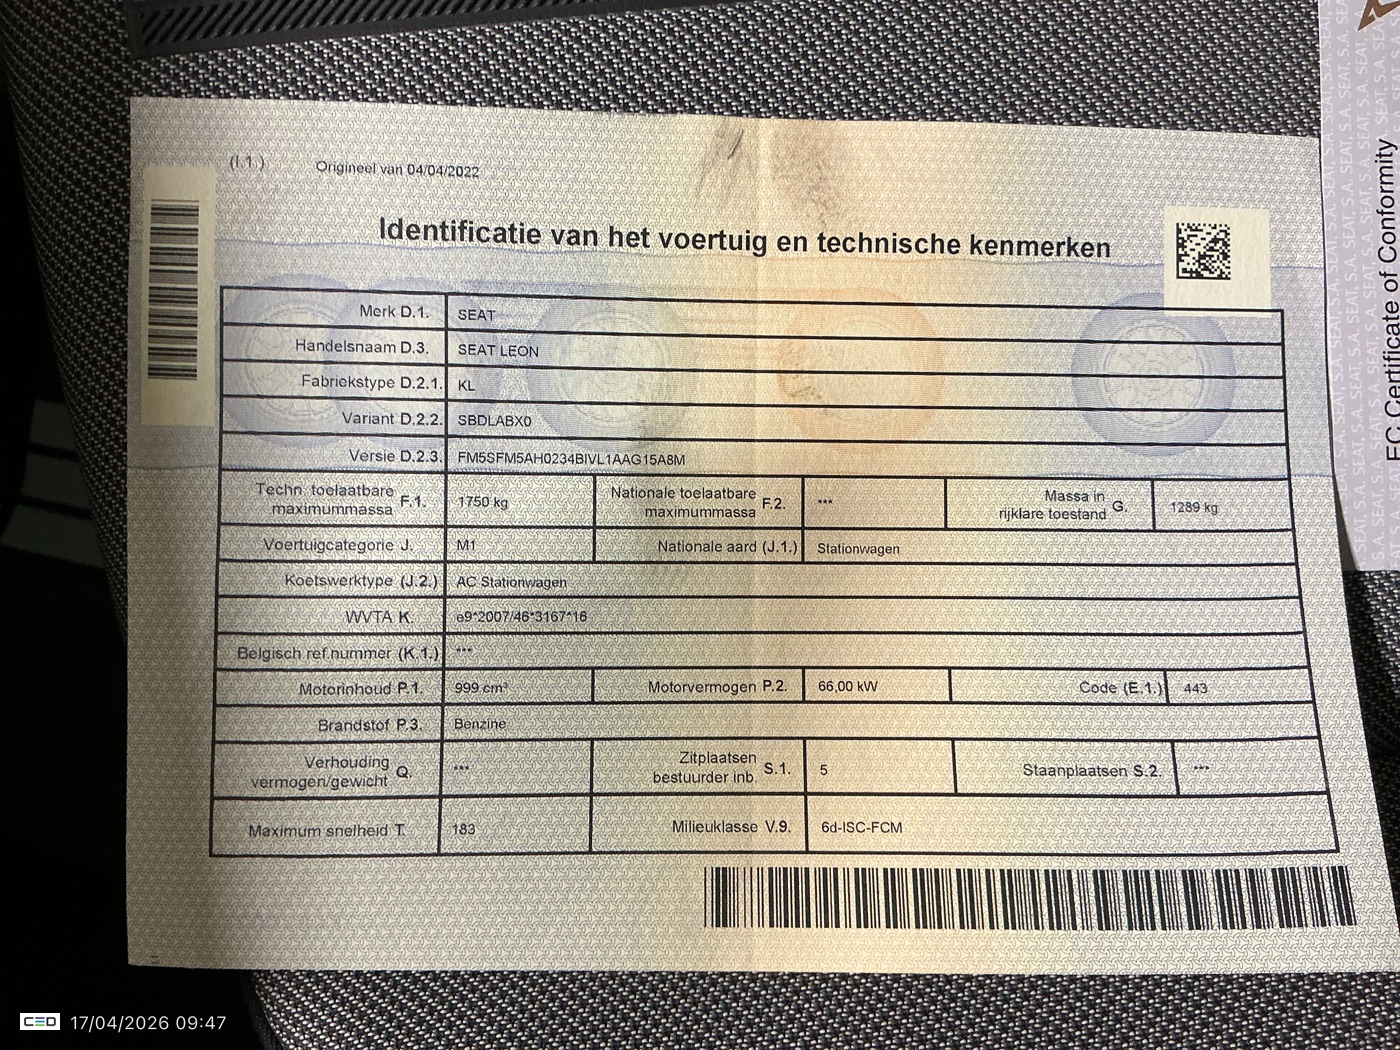 (I.1.) Origineel van 04/04/2022
Identificatie van het voertuig en technische kenmerken
Merk D.1. SEAT
Handelsnaam D.3. SEAT LEON
Fabriekstype D.2.1. KL
Variant D.2.2. SBDLABX0
Versie D.2.3. FM5SFM5AH0234BIVL1AAG15A8M
Techn. toelaatbare maximummassa F.1. 1750 kg Nationale toelaatbare maximummassa F.2. *** Massa in rijklare toestand G. 1289 kg
Voertuigcategorie J. M1 Nationale aard (J.1.) Stationwagen
Koetswerktype (J.2.) AC Stationwagen
WVTA K. e9*2007/46*3167*16
Belgisch ref.nummer (K.1.) ***
Motorinhoud P.1. 999 cm³ Motorvermogen P.2. 66,00 kW Code (E.1.) 443
Brandstof P.3. Benzine
Verhouding vermogen/gewicht Q. *** Zitplaatsen bestuurder inb. S.1. 5 Staanplaatsen S.2. ***
Maximum snelheid T. 183 Milieuklasse V.9. 6d-ISC-FCM
EC Certificate of Conformity
SEAT, S.A. SEAT, S.A. SEAT, S.A.
CED 17/04/2026 09:47